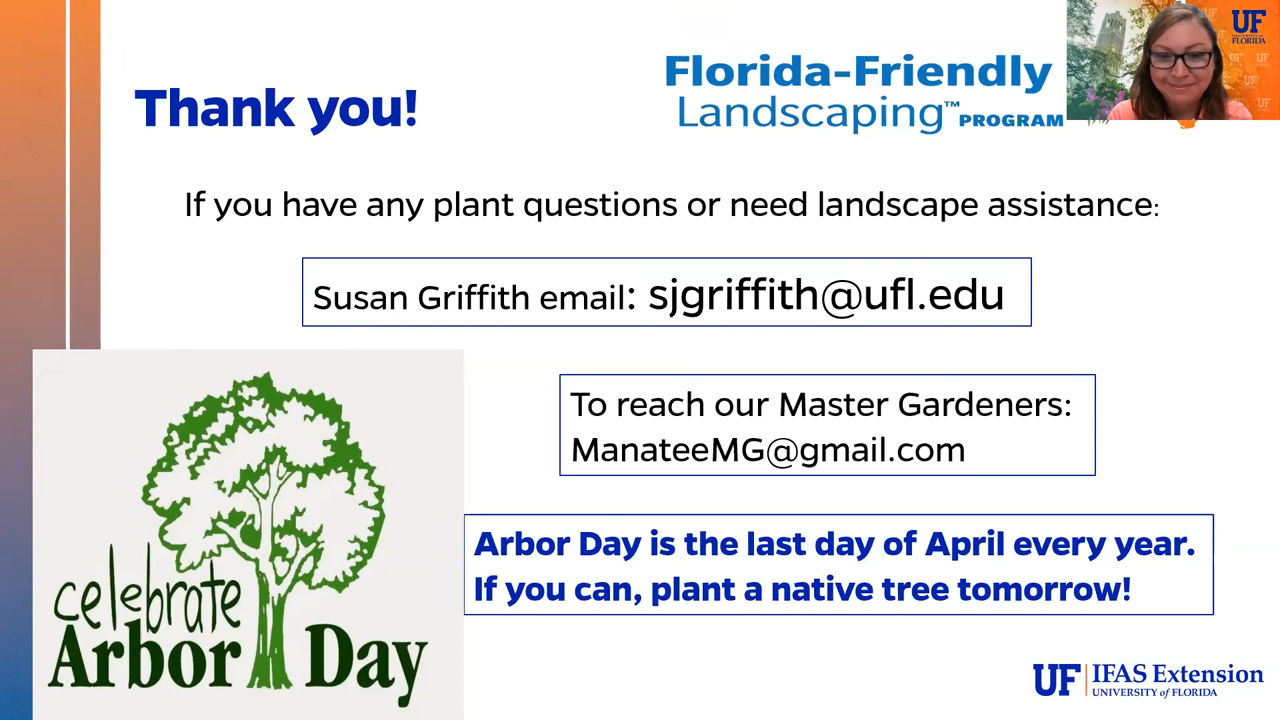 Thank you!
Florida-Friendly
Landscaping™ PROGRAM
UF
UNIVERSITY of
FLORIDA
If you have any plant questions or need landscape assistance:
Susan Griffith email: sjgriffith@ufl.edu
To reach our Master Gardeners:
ManateeMG@gmail.com
Arbor Day is the last day of April every year.
If you can, plant a native tree tomorrow!
celebrate
Arbor Day
UF IFAS Extension
UNIVERSITY of FLORIDA